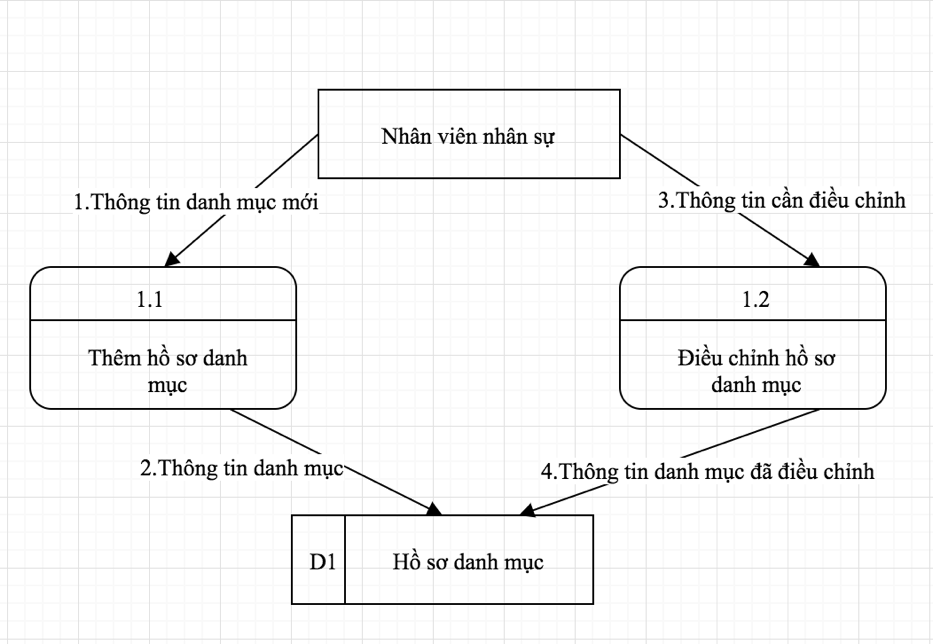 Nhân viên nhân sự
1.Thông tin danh mục mới
3.Thông tin cần điều chỉnh
1.1
Thêm hồ sơ danh
mục
1.2
Điều chỉnh hồ sơ
danh mục
2.Thông tin danh mục
4.Thông tin danh mục đã điều chỉnh
D1
Hồ sơ danh mục